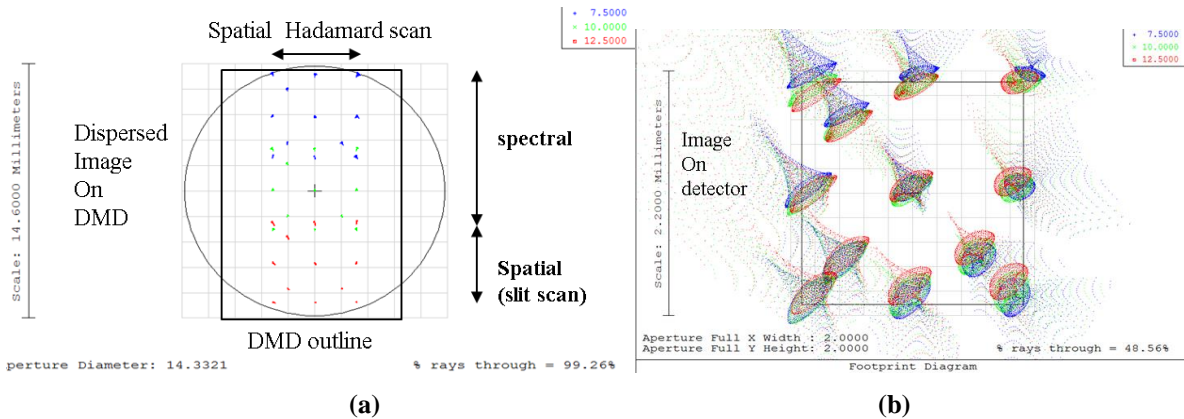 Spatial Hadamard scan
7.5000
10.0000
12.5000
Scale: 14.6000 Millimeters
Dispersed
Image
On
DMD
spectral
Spatial
(slit scan)
DMD outline
perture Diameter: 14.3321
% rays through = 99.26%
(a)
7.5000
10.0000
12.5000
Scale: 2.2000 Millimeters
Image
On
detector
Aperture Full X Width : 2.0000
Aperture Full Y Height: 2.0000
% rays through = 48.56%
Footprint Diagram
(b)